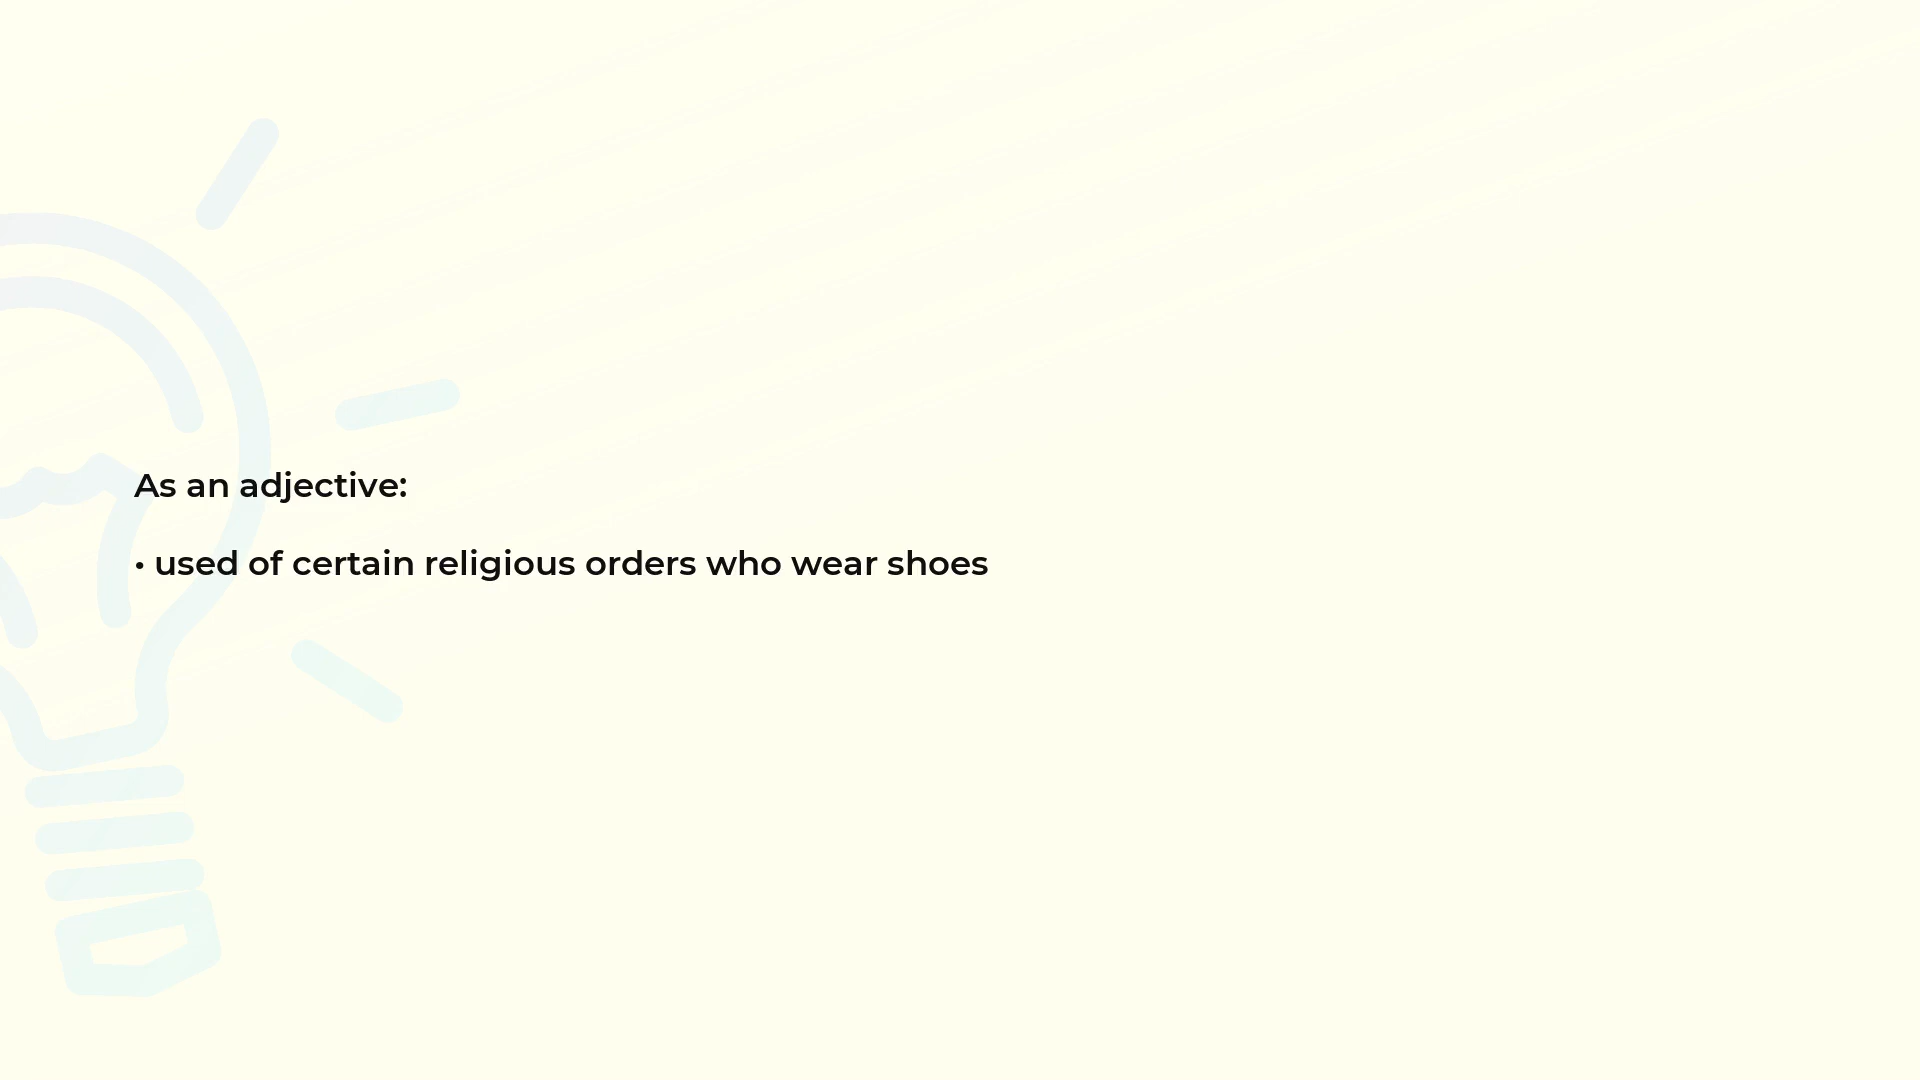 As an adjective:
• used of certain religious orders who wear shoes